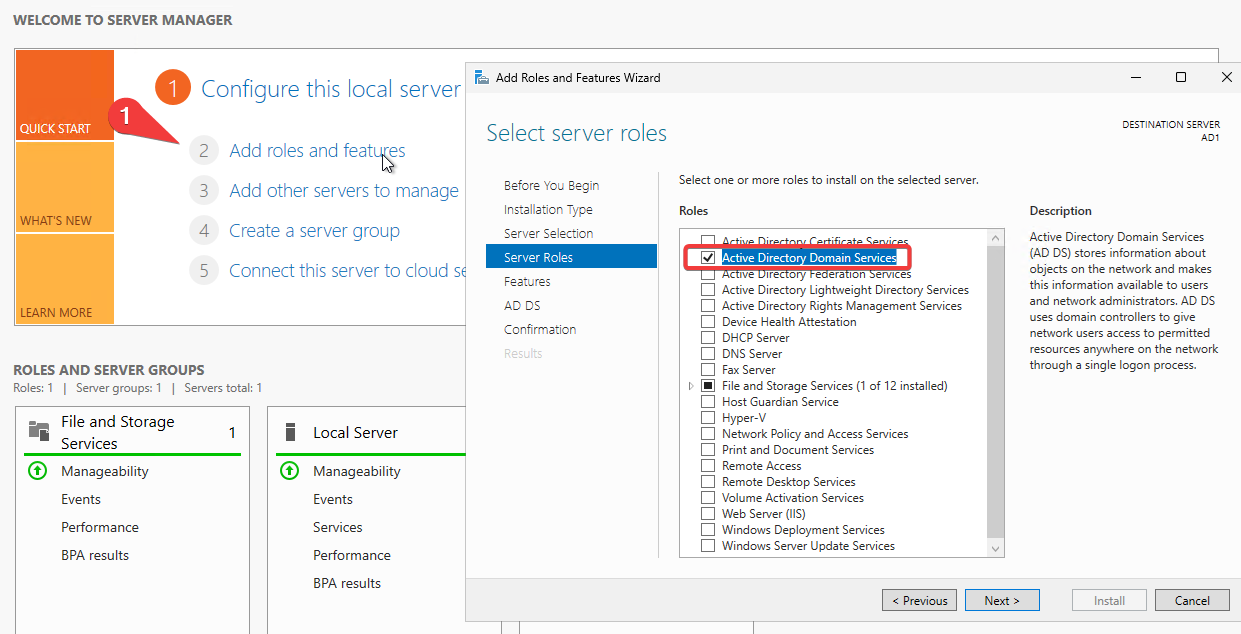 WELCOME TO SERVER MANAGER
QUICK START
WHAT'S NEW
LEARN MORE
1 Configure this local server
1
2 Add roles and features
3 Add other servers to manage
4 Create a server group
5 Connect this server to cloud se
ROLES AND SERVER GROUPS
Roles: 1 | Server groups: 1 | Servers total: 1
File and Storage
Services
1
Manageability
Events
Performance
BPA results
Local Server
Manageability
Events
Services
Performance
BPA results
Add Roles and Features Wizard
Select server roles
DESTINATION SERVER
AD1
Before You Begin
Installation Type
Server Selection
Server Roles
Features
AD DS
Confirmation
Results
Select one or more roles to install on the selected server.
Roles
Active Directory Certificate Services
Active Directory Domain Services
Active Directory Federation Services
Active Directory Lightweight Directory Services
Active Directory Rights Management Services
Device Health Attestation
DHCP Server
DNS Server
Fax Server
File and Storage Services (1 of 12 installed)
Host Guardian Service
Hyper-V
Network Policy and Access Services
Print and Document Services
Remote Access
Remote Desktop Services
Volume Activation Services
Web Server (IIS)
Windows Deployment Services
Windows Server Update Services
Description
Active Directory Domain Services
(AD DS) stores information about
objects on the network and makes
this information available to users
and network administrators. AD DS
uses domain controllers to give
network users access to permitted
resources anywhere on the network
through a single logon process.
< Previous
Next >
Install
Cancel